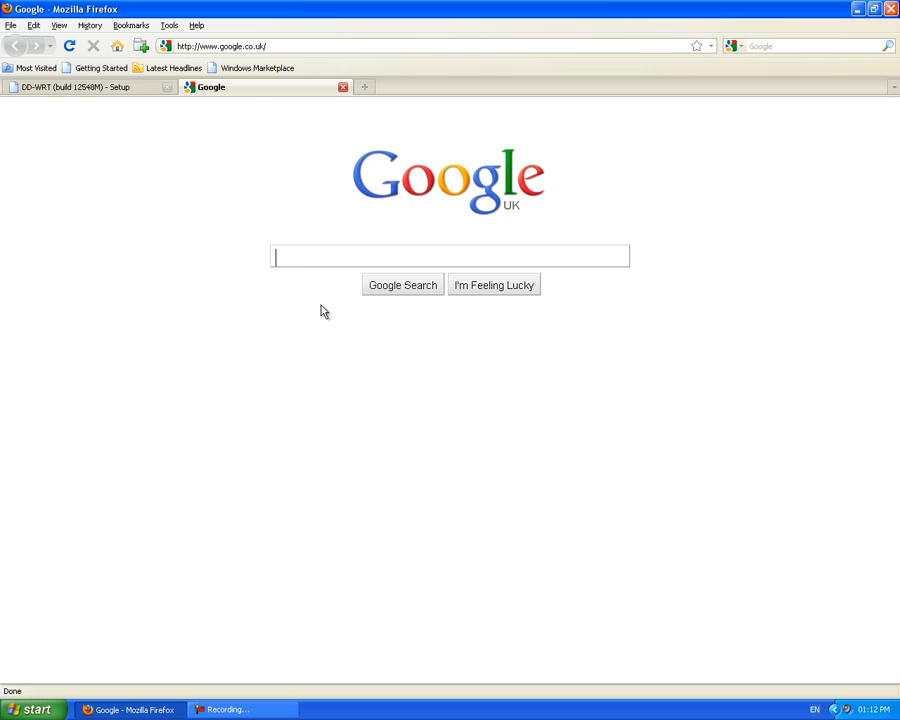 Google - Mozilla Firefox
File Edit View History Bookmarks Tools Help
http://www.google.co.uk/ Google
Most Visited Getting Started Latest Headlines Windows Marketplace
DD-WRT (build 12548M) - Setup Google
Google
UK
Google Search I'm Feeling Lucky
Done
start Google - Mozilla Firefox Recording... EN 01:12 PM